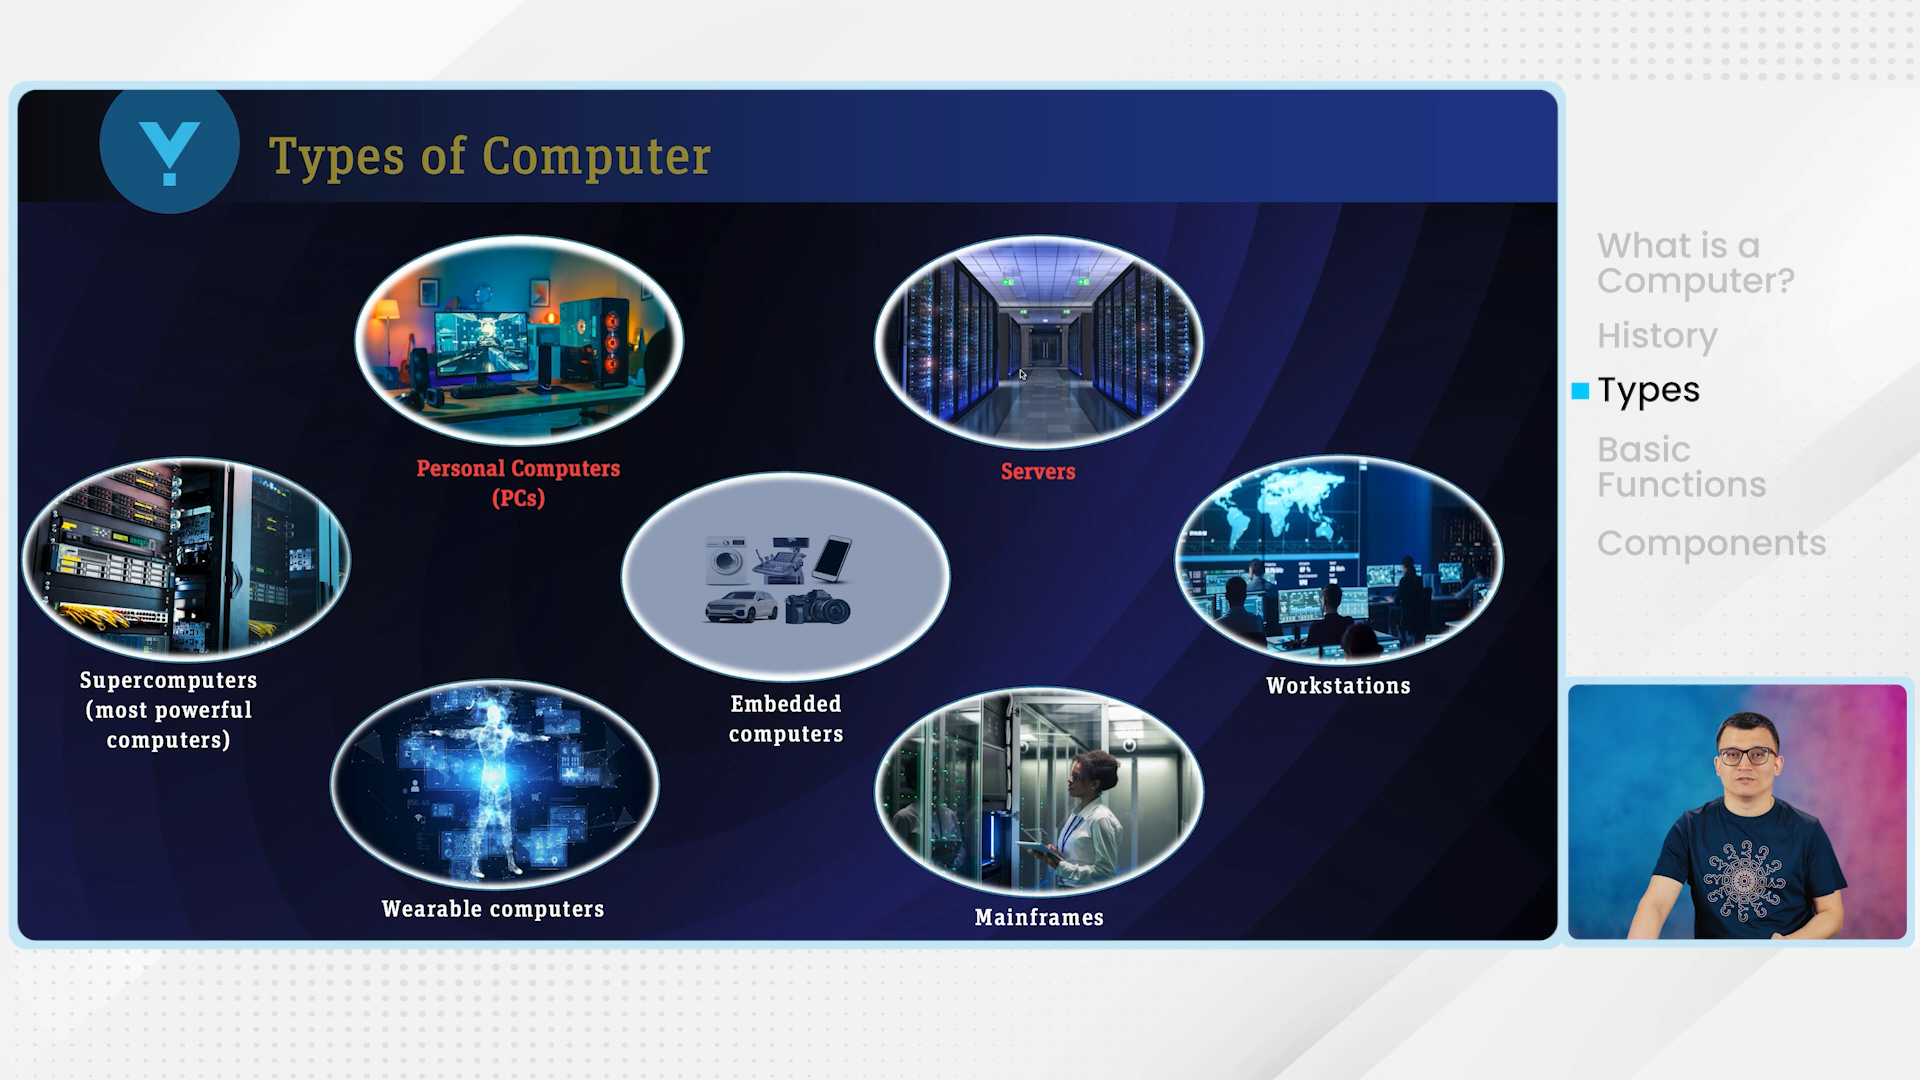 Types of Computer
Personal Computers
(PCs)
Servers
Supercomputers
(most powerful
computers)
Embedded
computers
Workstations
Wearable computers
Mainframes
What is a
Computer?
History
Types
Basic
Functions
Components